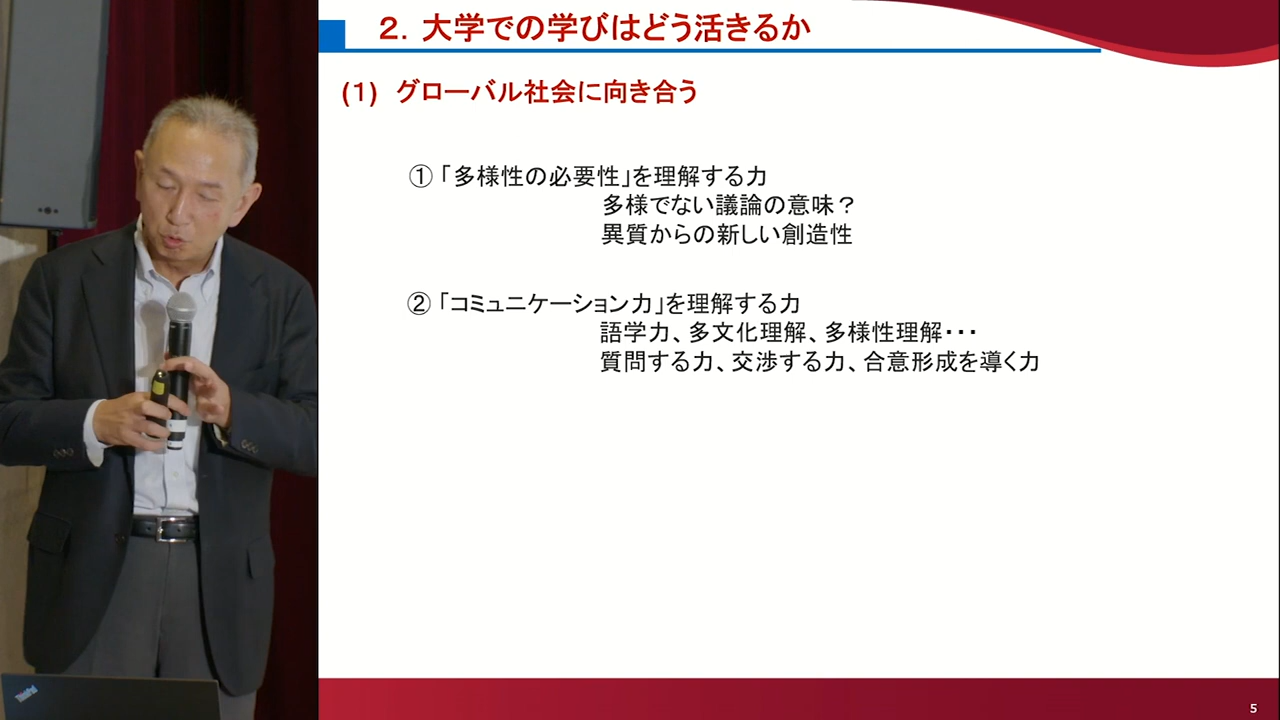 ２．大学での学びはどう活きるか
(１) グローバル社会に向き合う
①「多様性の必要性」を理解する力
多様でない議論の意味？
異質からの新しい創造性
②「コミュニケーション力」を理解する力
語学力、多文化理解、多様性理解・・・
質問する力、交渉する力、合意形成を導く力
5
ThinkPad